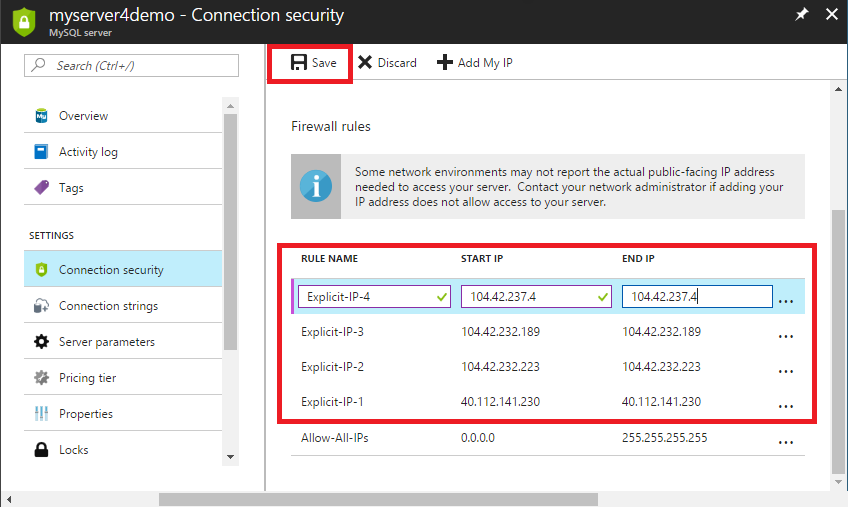 myserver4demo - Connection security
MySQL server
Search (Ctrl+/)
Save
Discard
Add My IP
Overview
Activity log
Tags
SETTINGS
Connection security
Connection strings
Server parameters
Pricing tier
Properties
Locks
Firewall rules
Some network environments may not report the actual public-facing IP address
needed to access your server. Contact your network administrator if adding your
IP address does not allow access to your server.
RULE NAME START IP END IP
Explicit-IP-4 104.42.237.4 104.42.237.4 ...
Explicit-IP-3 104.42.232.189 104.42.232.189 ...
Explicit-IP-2 104.42.232.223 104.42.232.223 ...
Explicit-IP-1 40.112.141.230 40.112.141.230 ...
Allow-All-IPs 0.0.0.0 255.255.255.255 ...